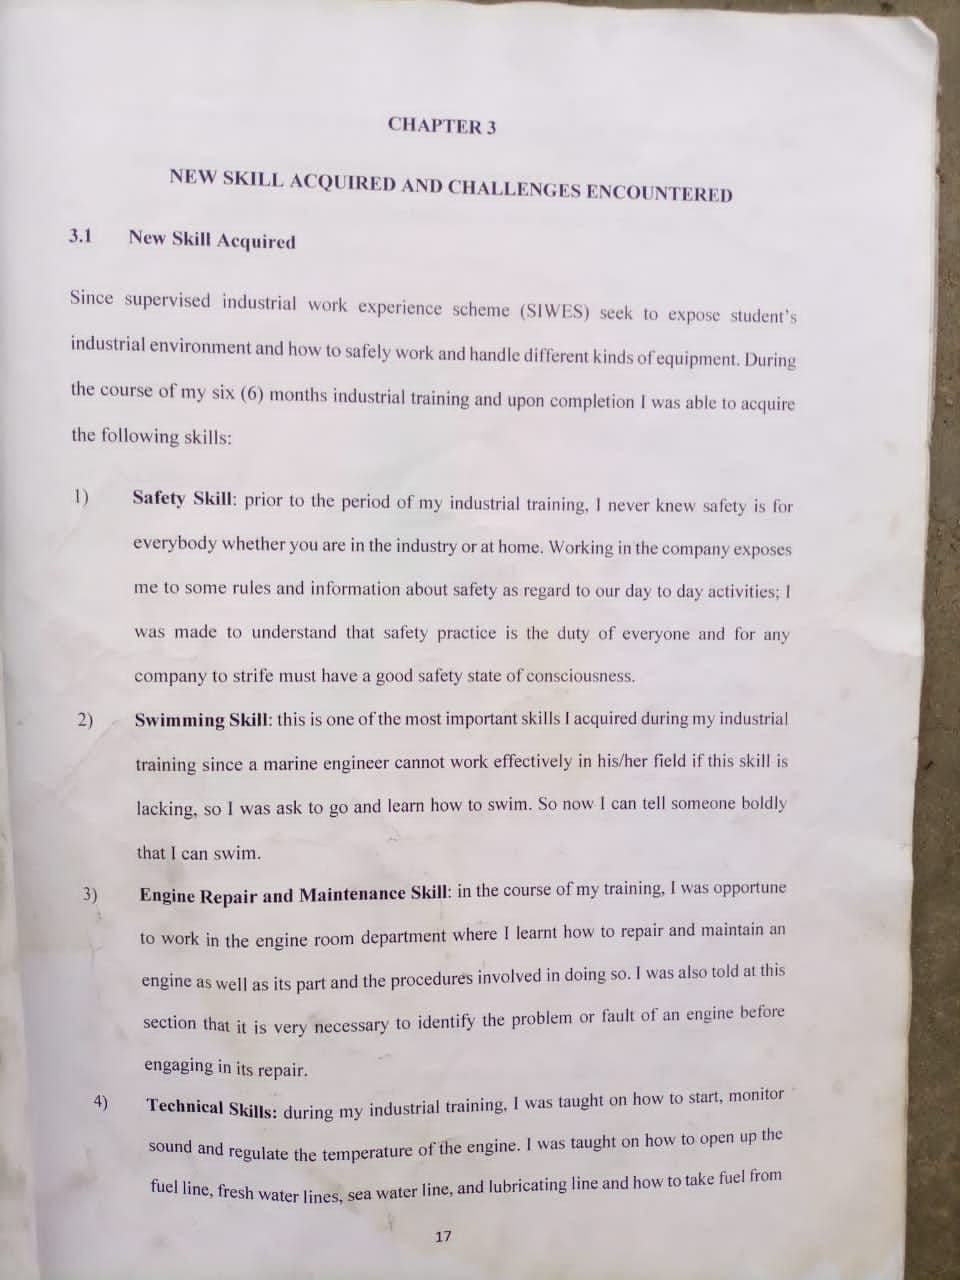 CHAPTER 3
NEW SKILL ACQUIRED AND CHALLENGES ENCOUNTERED
3.1 New Skill Acquired
Since supervised industrial work experience scheme (SIWES) seek to expose student's
industrial environment and how to safely work and handle different kinds of equipment. During
the course of my six (6) months industrial training and upon completion I was able to acquire
the following skills:
1) Safety Skill: prior to the period of my industrial training, I never knew safety is for
everybody whether you are in the industry or at home. Working in the company exposes
me to some rules and information about safety as regard to our day to day activities; I
was made to understand that safety practice is the duty of everyone and for any
company to strife must have a good safety state of consciousness.
2) Swimming Skill: this is one of the most important skills I acquired during my industrial
training since a marine engineer cannot work effectively in his/her field if this skill is
lacking, so I was ask to go and learn how to swim. So now I can tell someone boldly
that I can swim.
3) Engine Repair and Maintenance Skill: in the course of my training, I was opportune
to work in the engine room department where I learnt how to repair and maintain an
engine as well as its part and the procedures involved in doing so. I was also told at this
section that it is very necessary to identify the problem or fault of an engine before
engaging in its repair.
4) Technical Skills: during my industrial training, I was taught on how to start, monitor
sound and regulate the temperature of the engine. I was taught on how to open up the
fuel line, fresh water lines, sea water line, and lubricating line and how to take fuel from
17